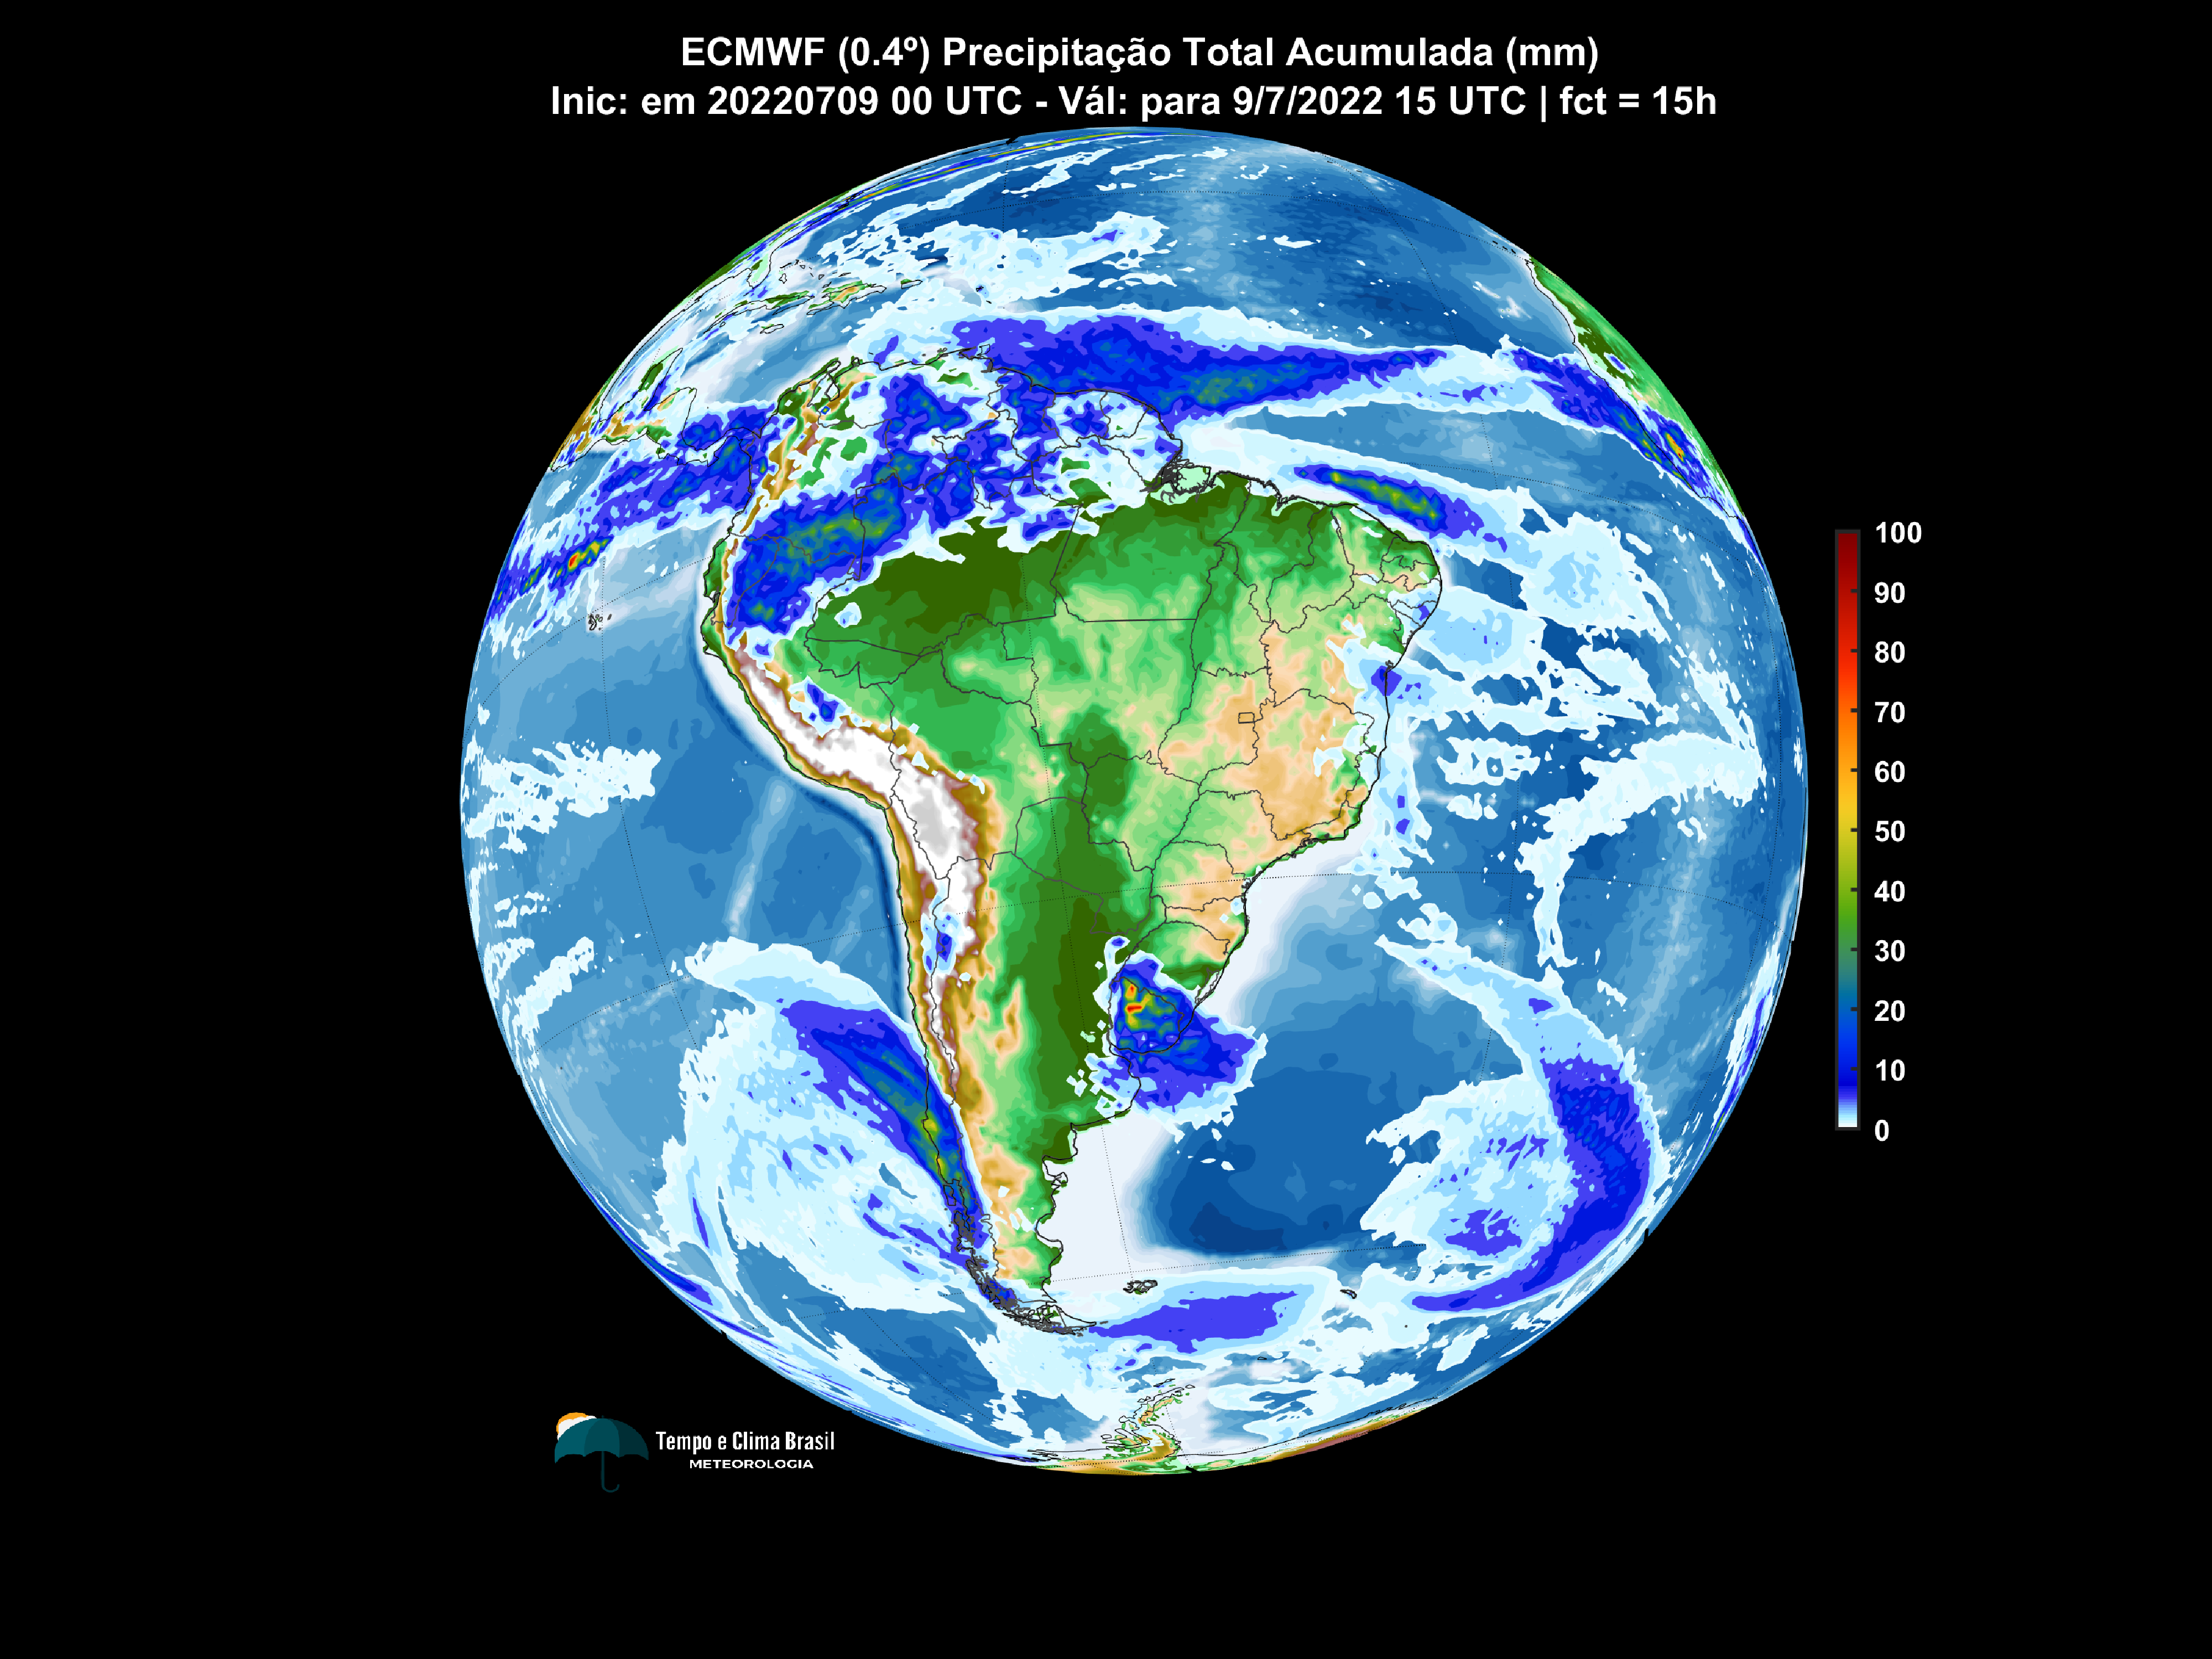 ECMWF (0.4º) Precipitação Total Acumulada (mm)
Inic: em 20220709 00 UTC - Vál: para 9/7/2022 15 UTC | fct = 15h
100
90
80
70
60
50
40
30
20
10
0
Tempo e Clima Brasil
METEOROLOGIA